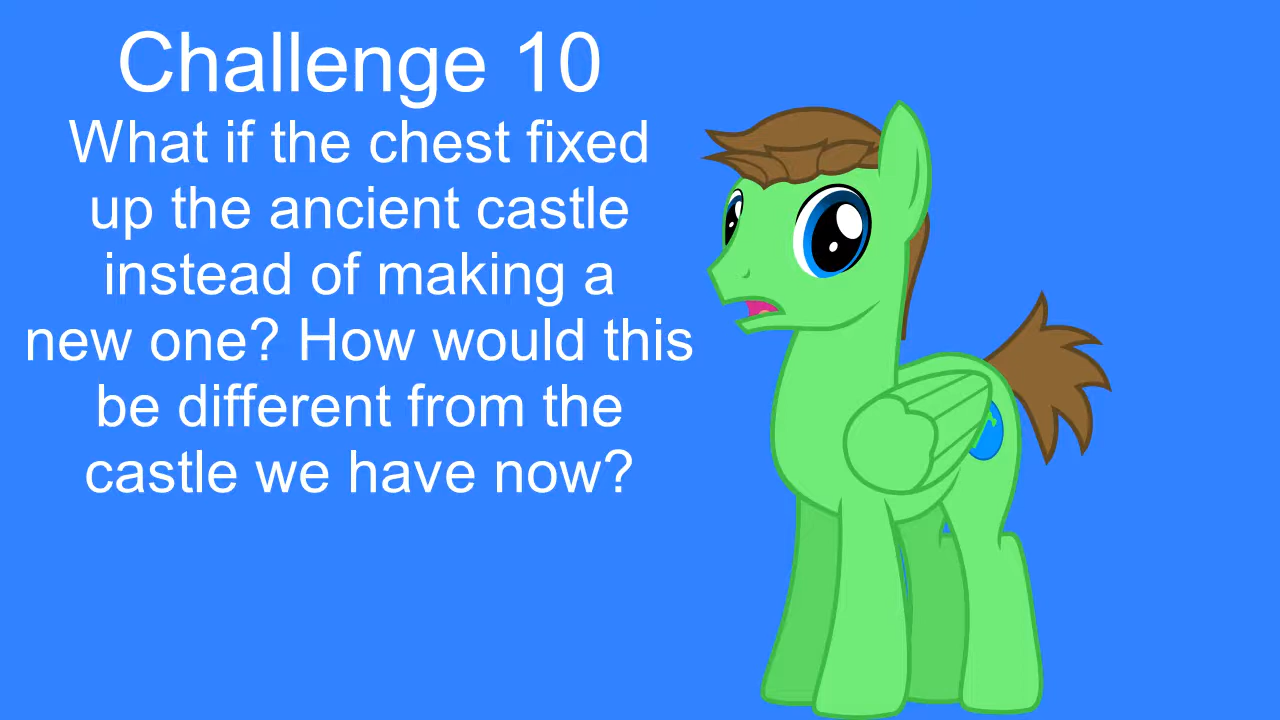 Challenge 10
What if the chest fixed
up the ancient castle
instead of making a
new one? How would this
be different from the
castle we have now?